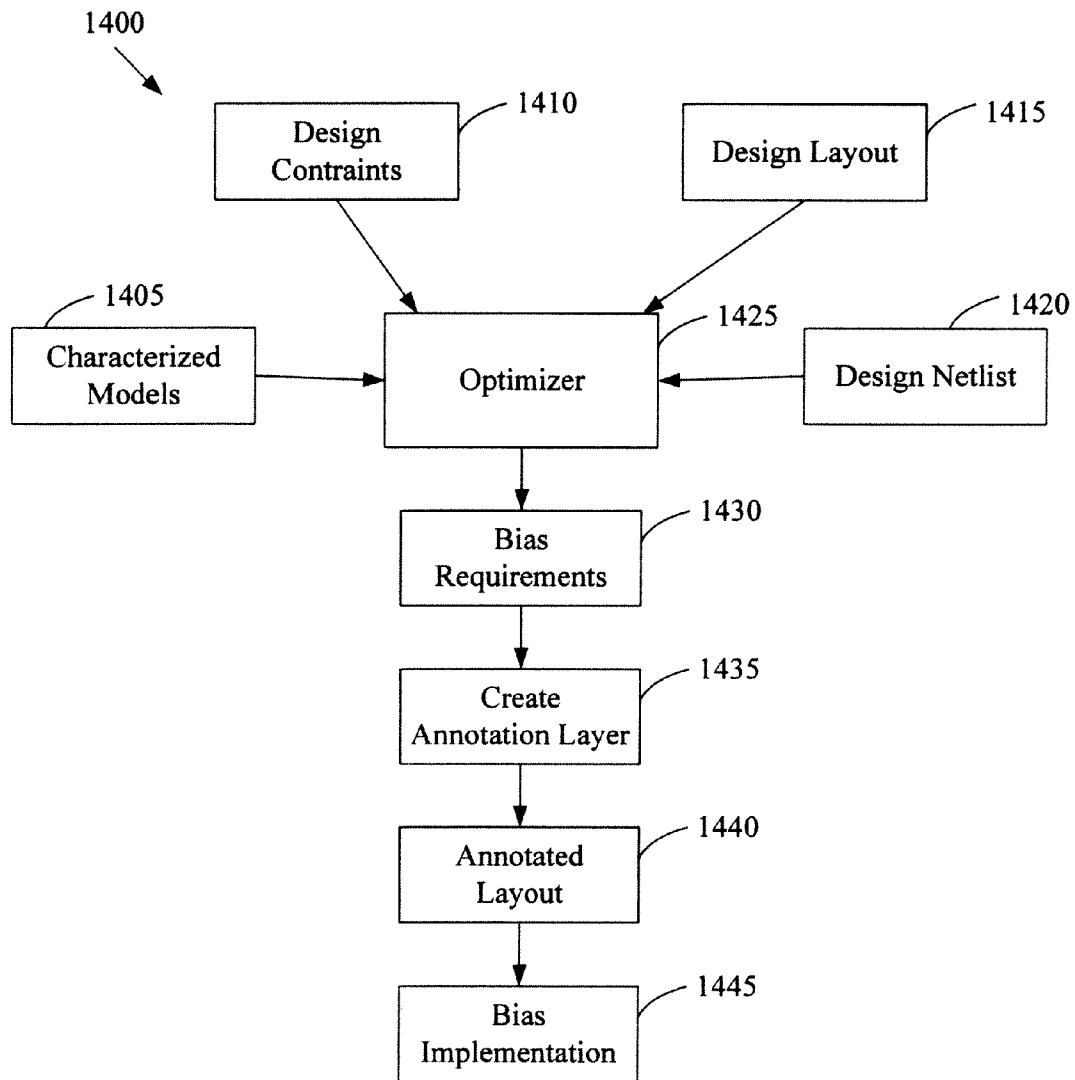 1400
1410
Design
Contraints
1415
Design Layout
1405
Characterized
Models
1425
Optimizer
1420
Design Netlist
1430
Bias
Requirements
1435
Create
Annotation Layer
1440
Annotated
Layout
1445
Bias
Implementation